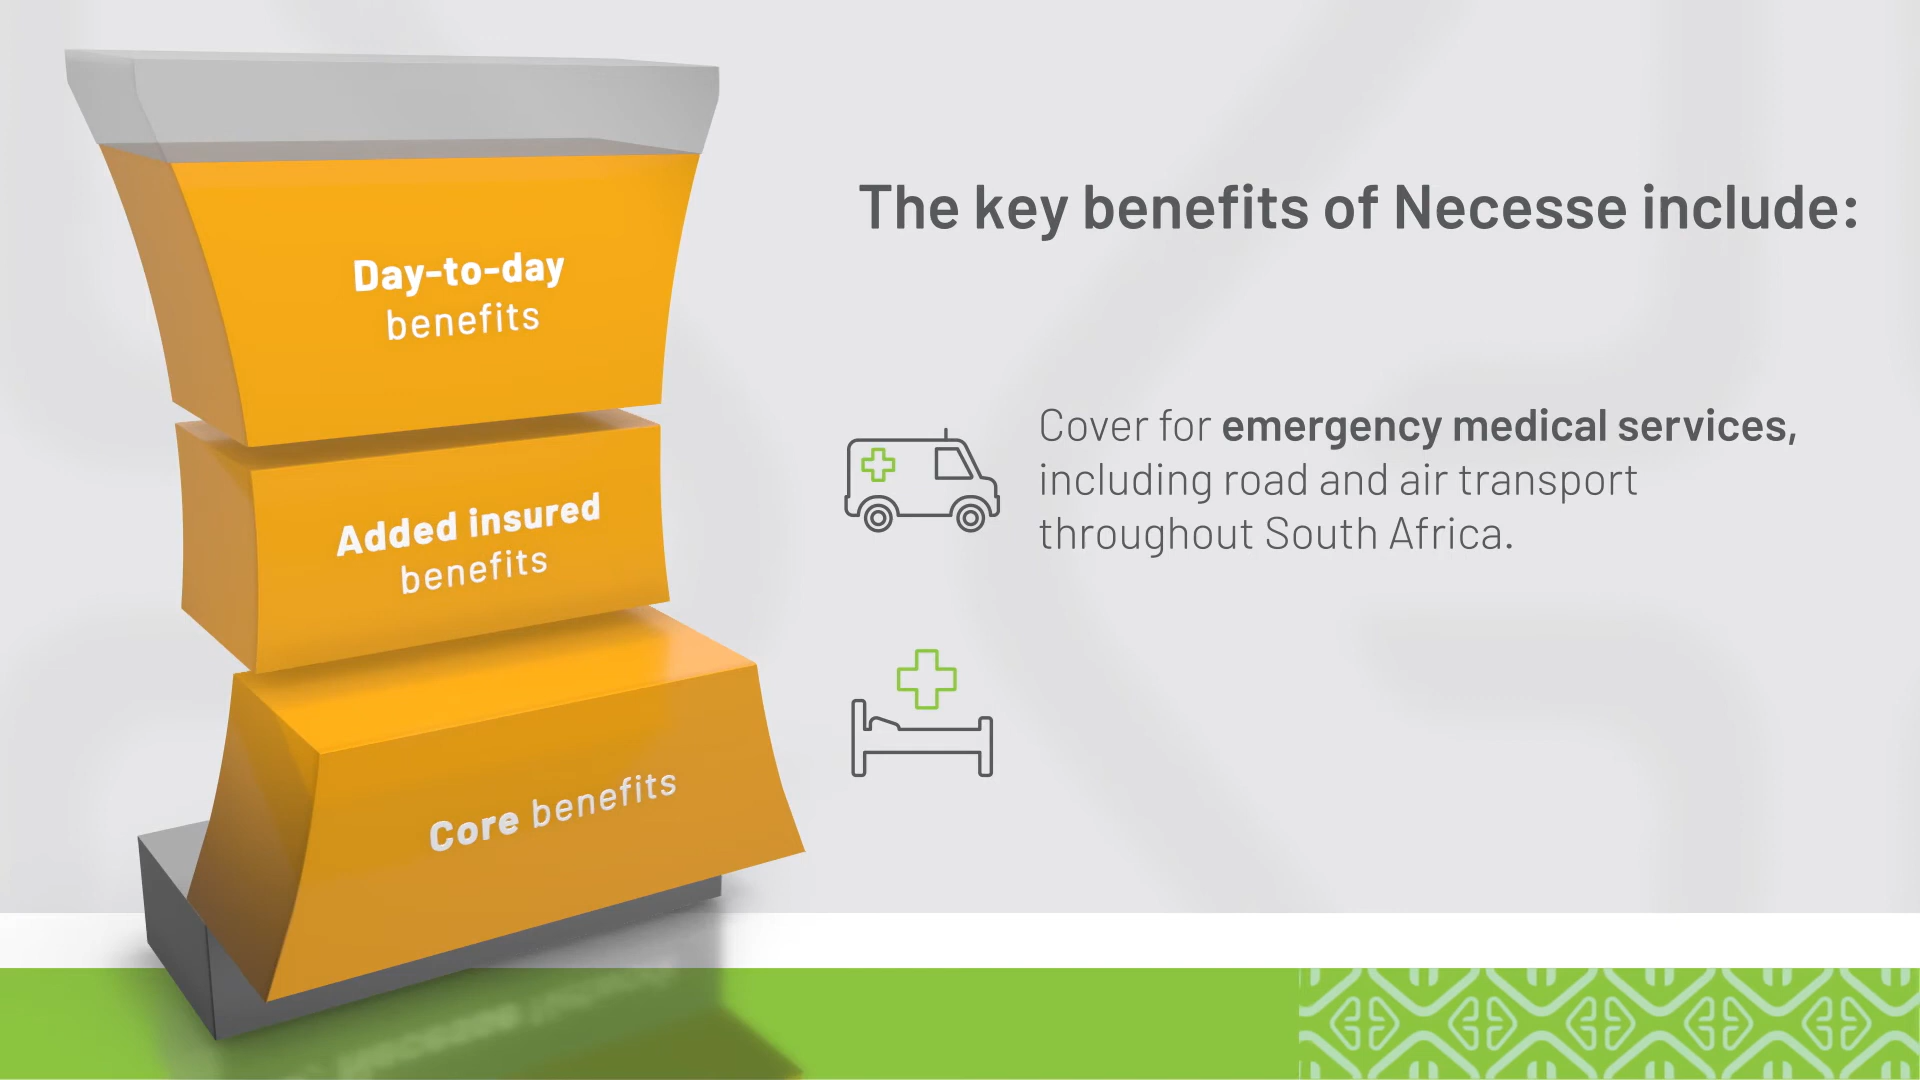 The key benefits of Necesse include:
Day-to-day
benefits
Added insured
benefits
Core benefits
Cover for emergency medical services,
including road and air transport
throughout South Africa.